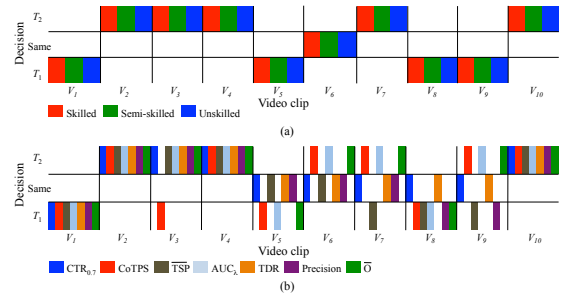 T2
Same
T1
Decision
V1 V2 V3 V4 V5 V6 V7 V8 V9 V10
Video clip
Skilled Semi-skilled Unskilled
(a)
T2
Same
T1
Decision
V1 V2 V3 V4 V5 V6 V7 V8 V9 V10
Video clip
CTR0.7 CoTPS TSP AUCλ TDR Precision O
(b)